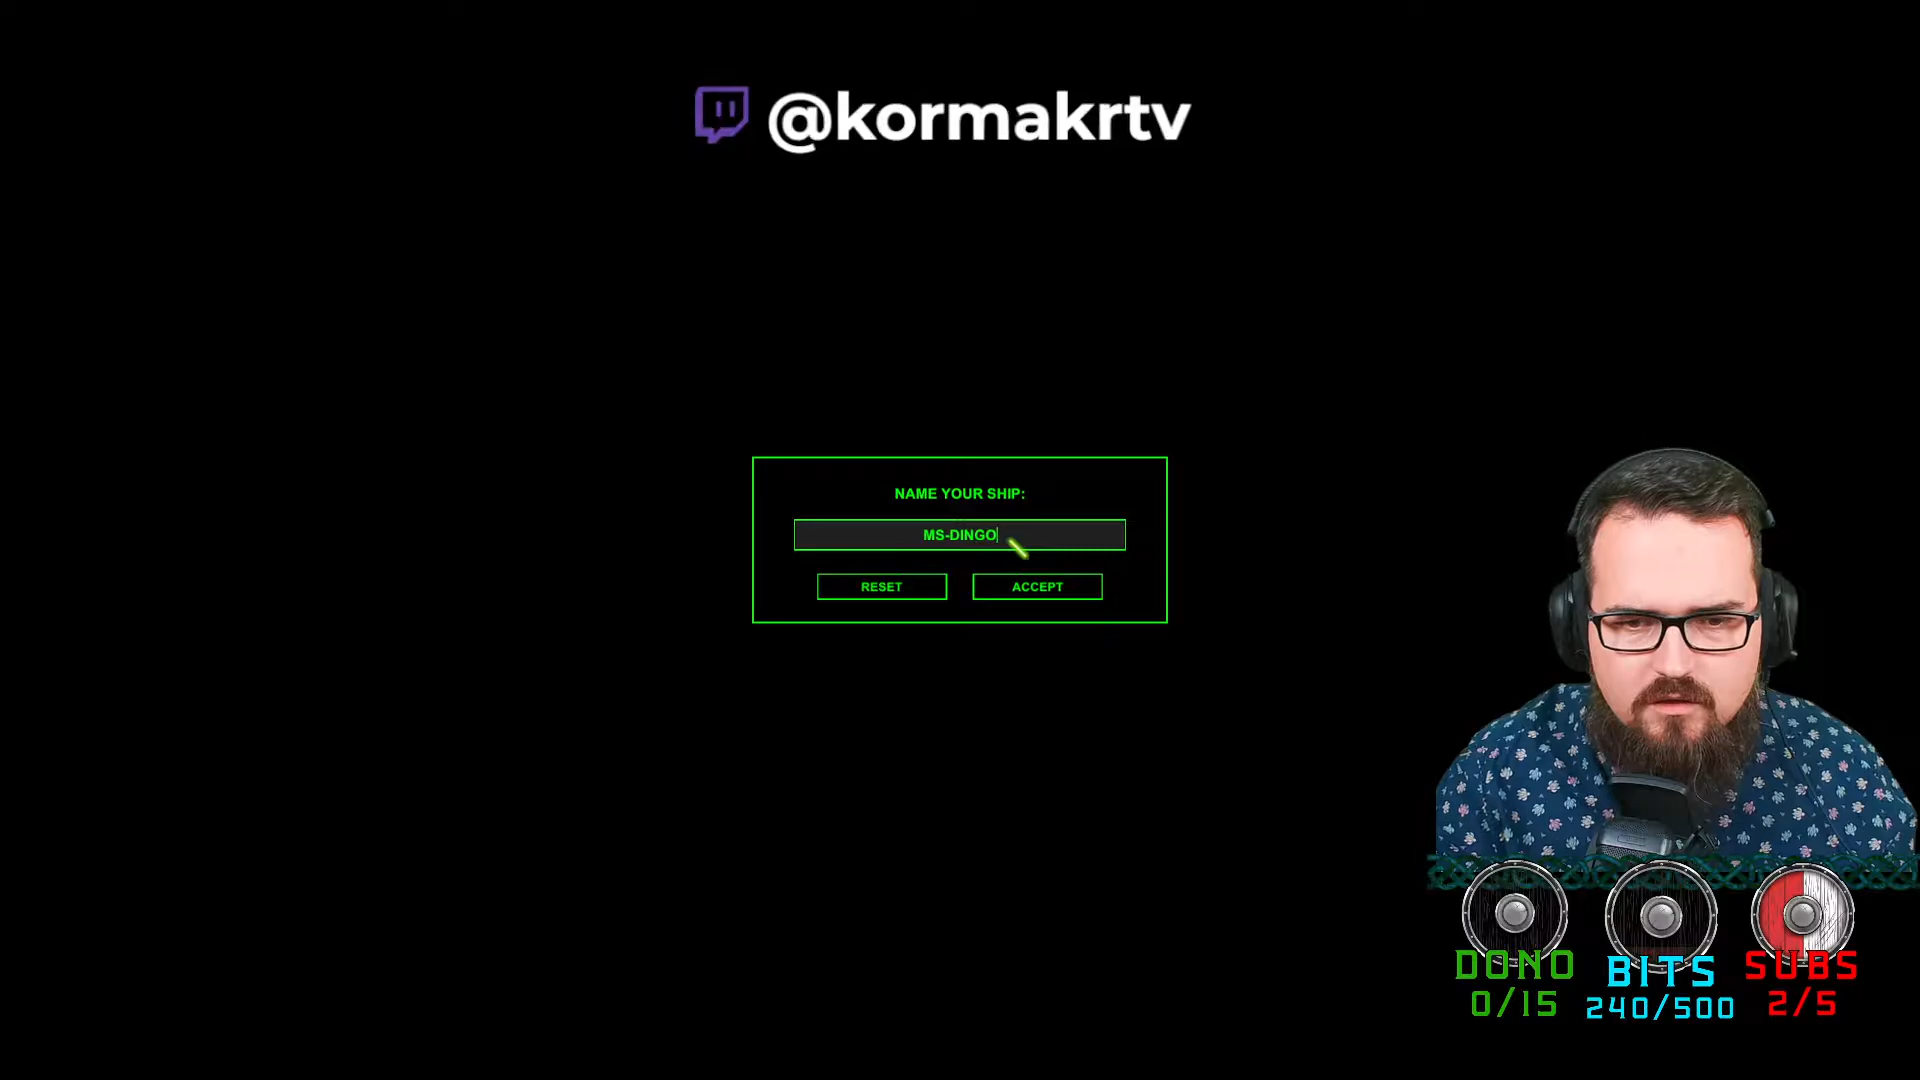 @kormakrtv
NAME YOUR SHIP:
MS-DINGO
RESET ACCEPT
DONO BITS SUBS
0/15 240/500 2/5